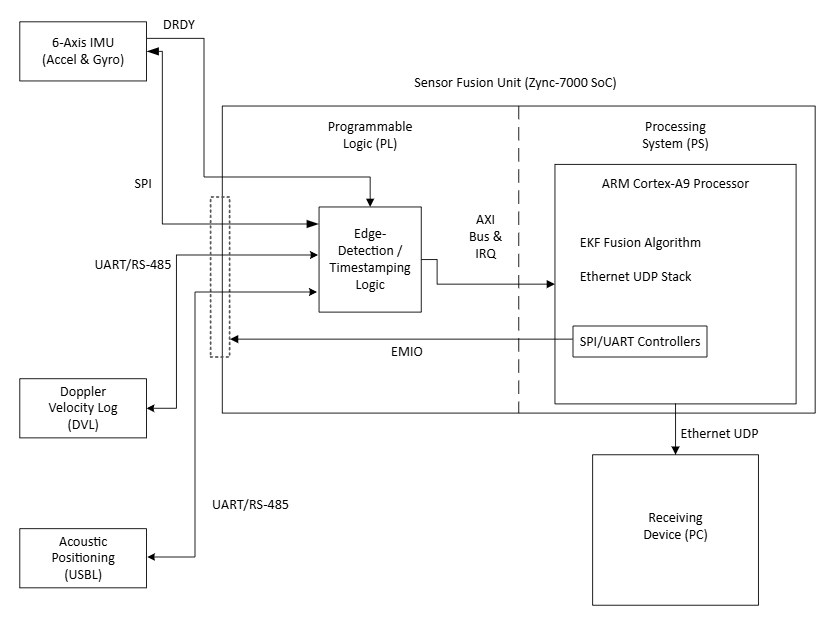 DRDY
6-Axis IMU
(Accel & Gyro)
Sensor Fusion Unit (Zync-7000 SoC)
Programmable
Logic (PL)
Processing
System (PS)
SPI
ARM Cortex-A9 Processor
Edge-
Detection /
Timestamping
Logic
AXI
Bus &
IRQ
EKF Fusion Algorithm
Ethernet UDP Stack
UART/RS-485
SPI/UART Controllers
EMIO
Doppler
Velocity Log
(DVL)
Ethernet UDP
UART/RS-485
Receiving
Device (PC)
Acoustic
Positioning
(USBL)